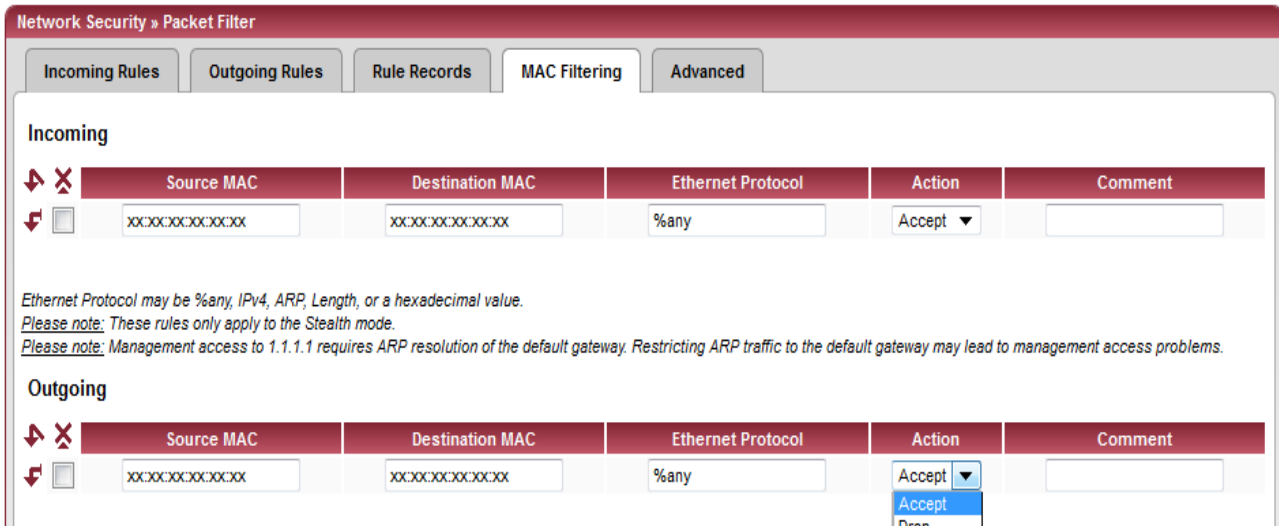 Network Security » Packet Filter
Incoming Rules Outgoing Rules Rule Records MAC Filtering Advanced
Incoming
Source MAC Destination MAC Ethernet Protocol Action Comment
xx:xx:xx:xx:xx:xx xx:xx:xx:xx:xx:xx %any Accept
Ethernet Protocol may be %any, IPv4, ARP, Length, or a hexadecimal value.
Please note: These rules only apply to the Stealth mode.
Please note: Management access to 1.1.1.1 requires ARP resolution of the default gateway. Restricting ARP traffic to the default gateway may lead to management access problems.
Outgoing
Source MAC Destination MAC Ethernet Protocol Action Comment
xx:xx:xx:xx:xx:xx xx:xx:xx:xx:xx:xx %any Accept
Accept